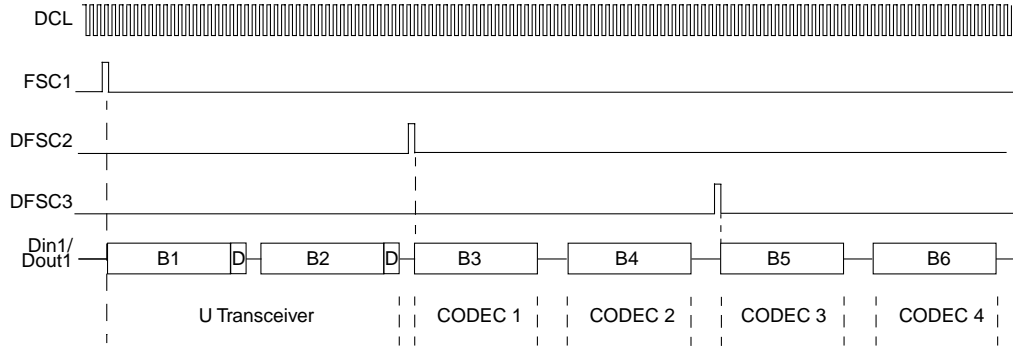 DCL
FSC1
DFSC2
DFSC3
Din1/
Dout1
B1 D B2 D B3 B4 B5 B6
U Transceiver CODEC 1 CODEC 2 CODEC 3 CODEC 4